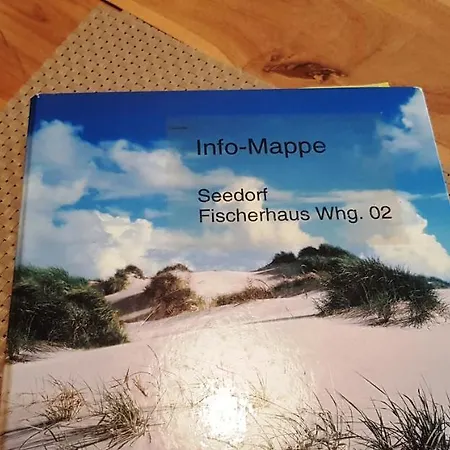 Info-Mappe
Seedorf
Fischerhaus Whg. 02